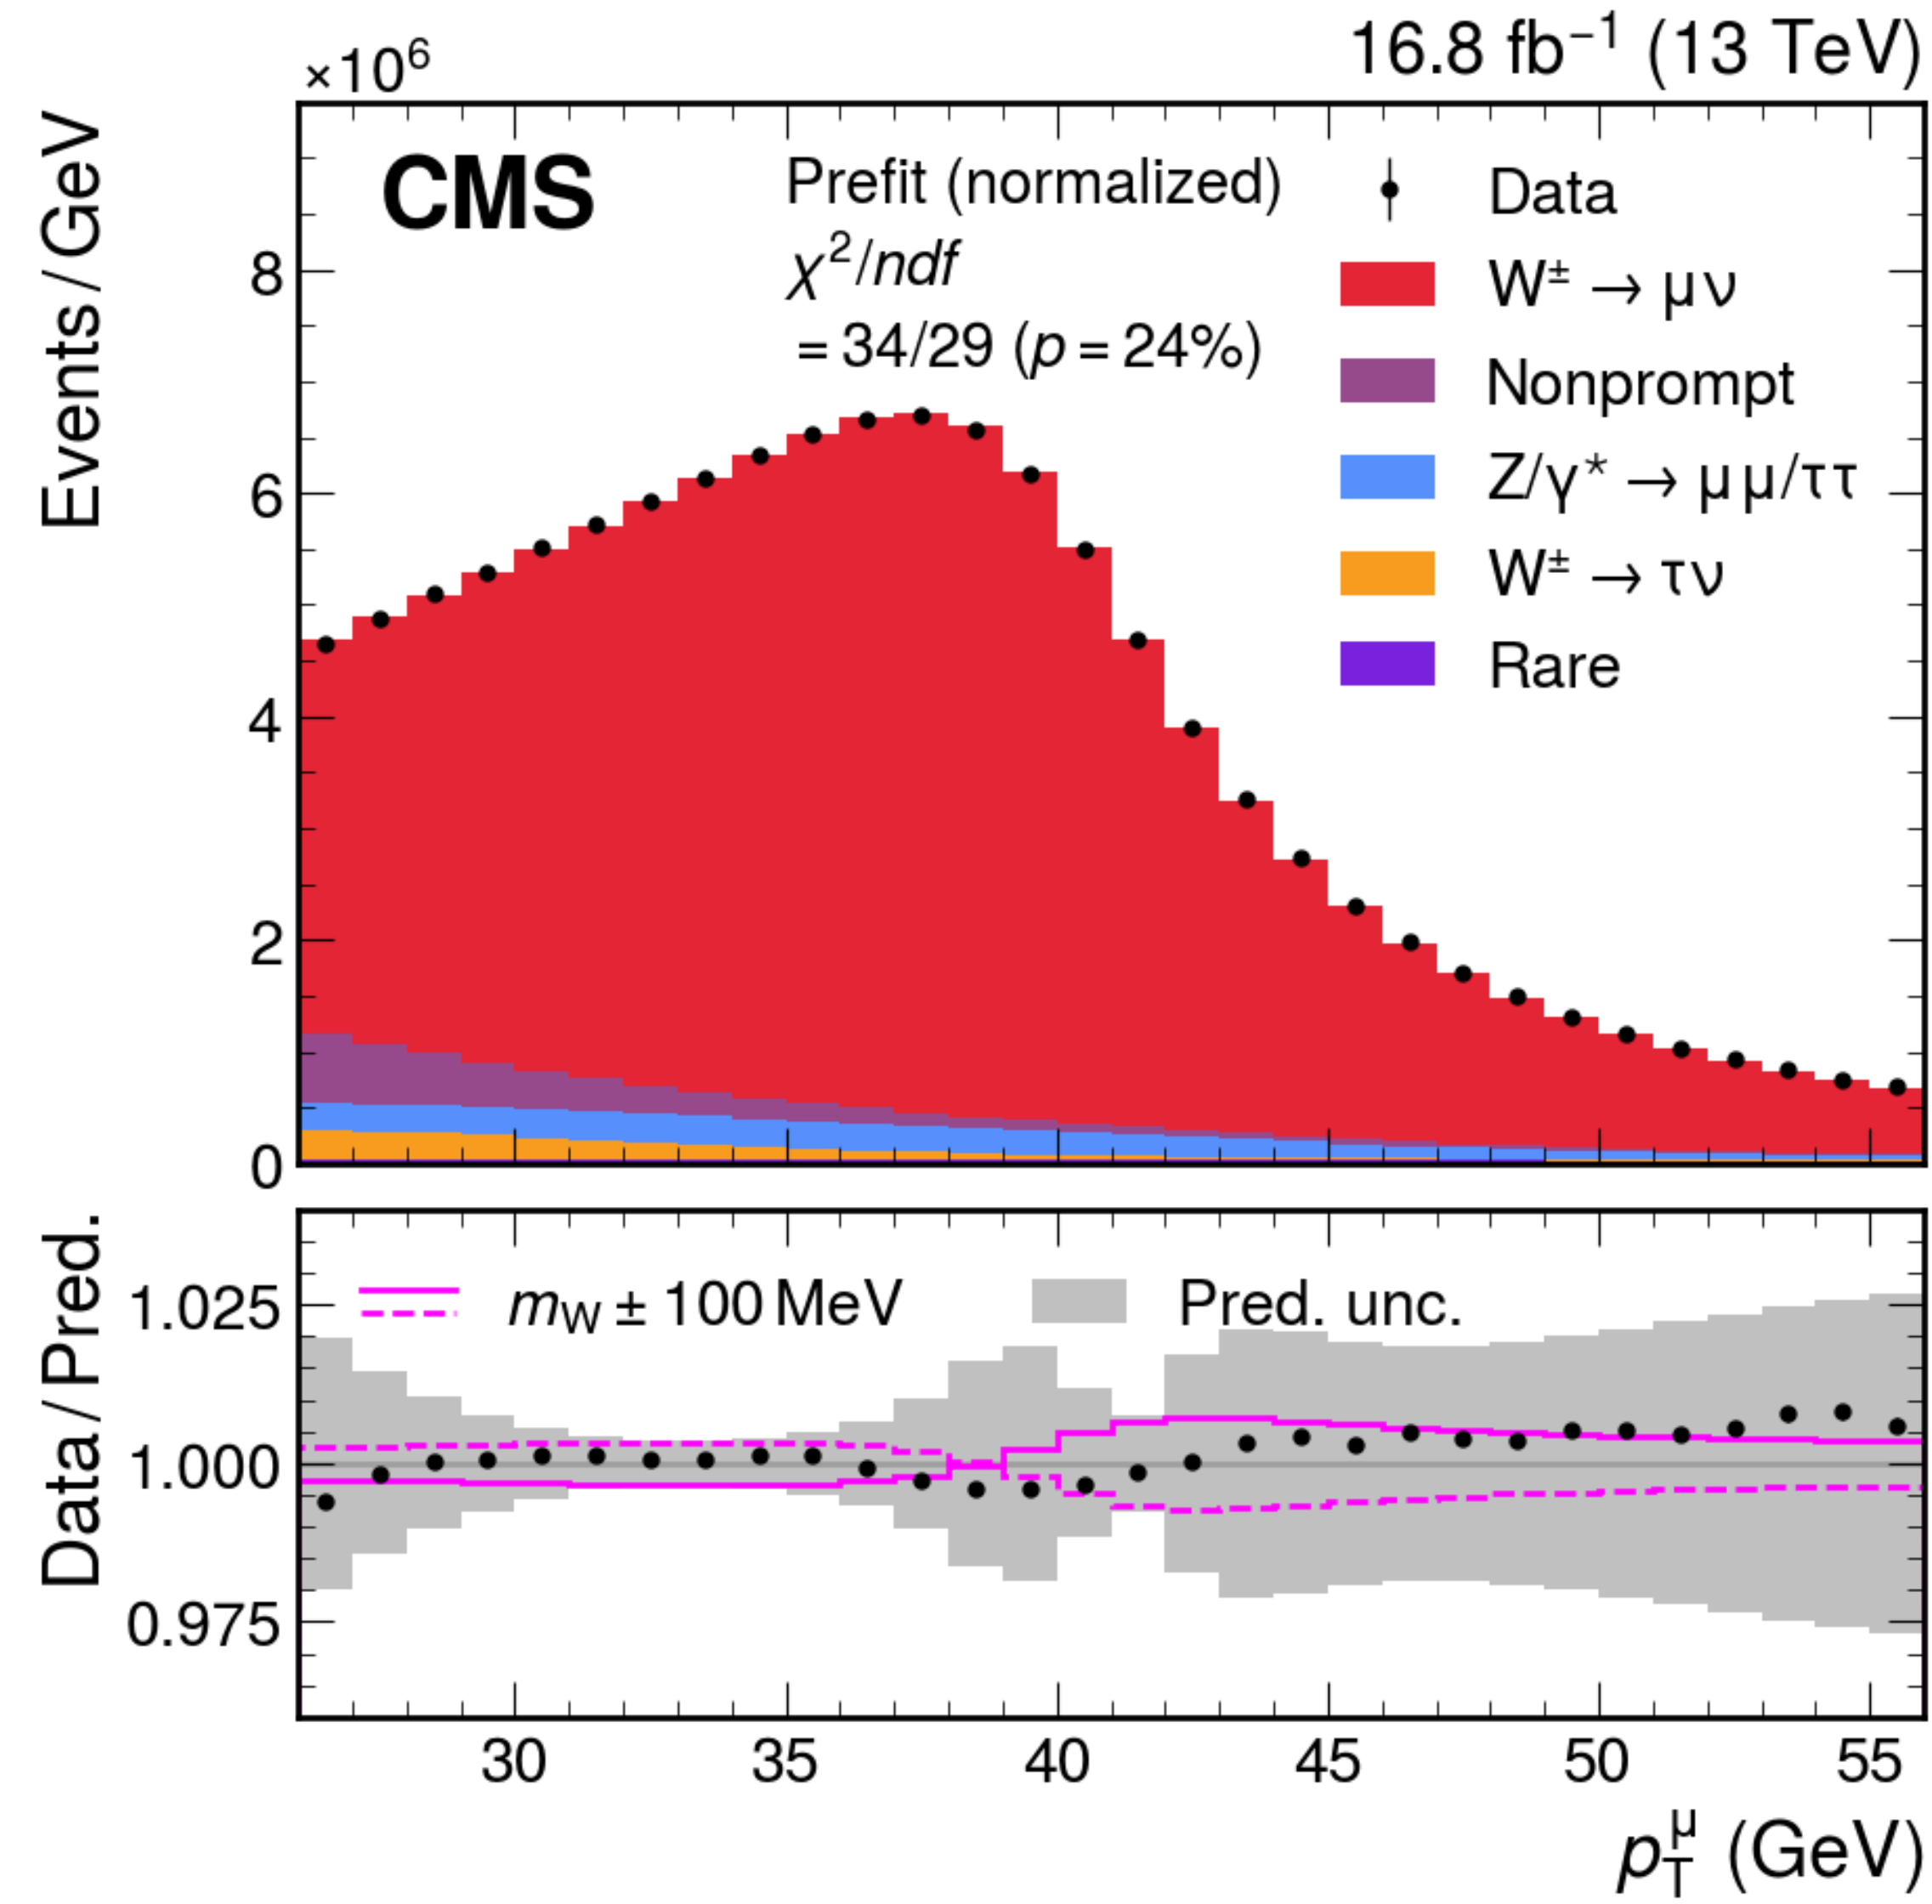 16.8 fb⁻¹ (13 TeV)
×10⁶
Events / GeV
CMS
Prefit (normalized)
χ²/ndf
= 34/29 (p = 24%)
Data
W± → μν
Nonprompt
Z/γ* → μμ/ττ
W± → τν
Rare
8
6
4
2
0
Data / Pred.
m_W ± 100 MeV
Pred. unc.
1.025
1.000
0.975
30 35 40 45 50 55
p_T^μ (GeV)